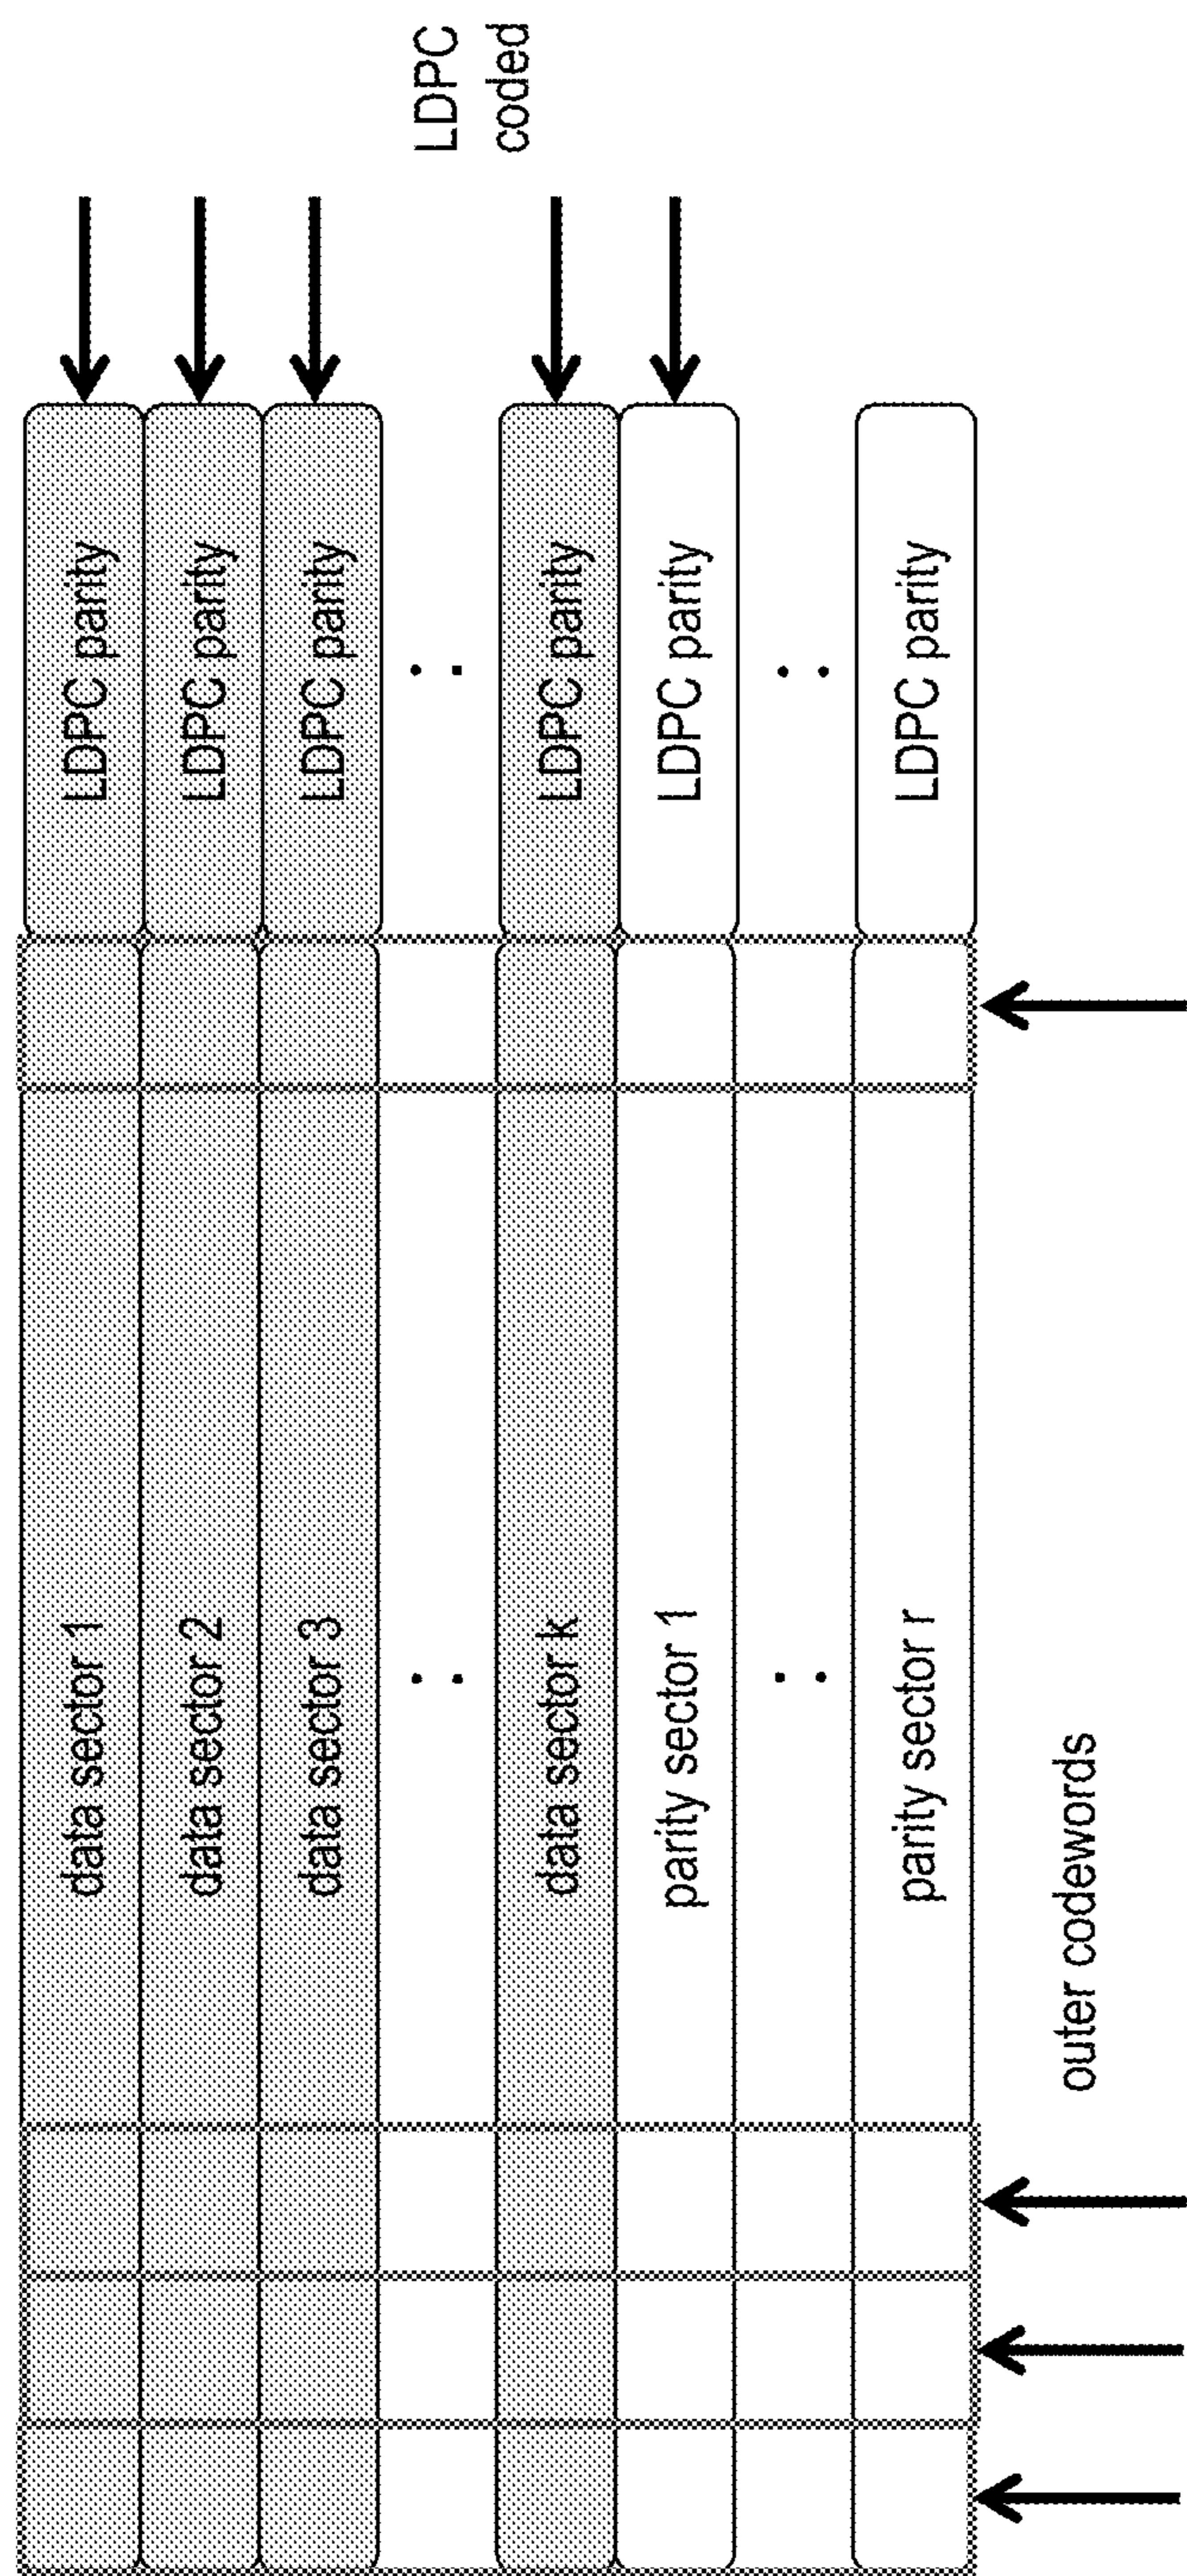 data sector 1
LDPC parity
data sector 2
LDPC parity
data sector 3
LDPC parity
LDPC
coded
data sector k
LDPC parity
parity sector 1
LDPC parity
parity sector r
LDPC parity
outer codewords